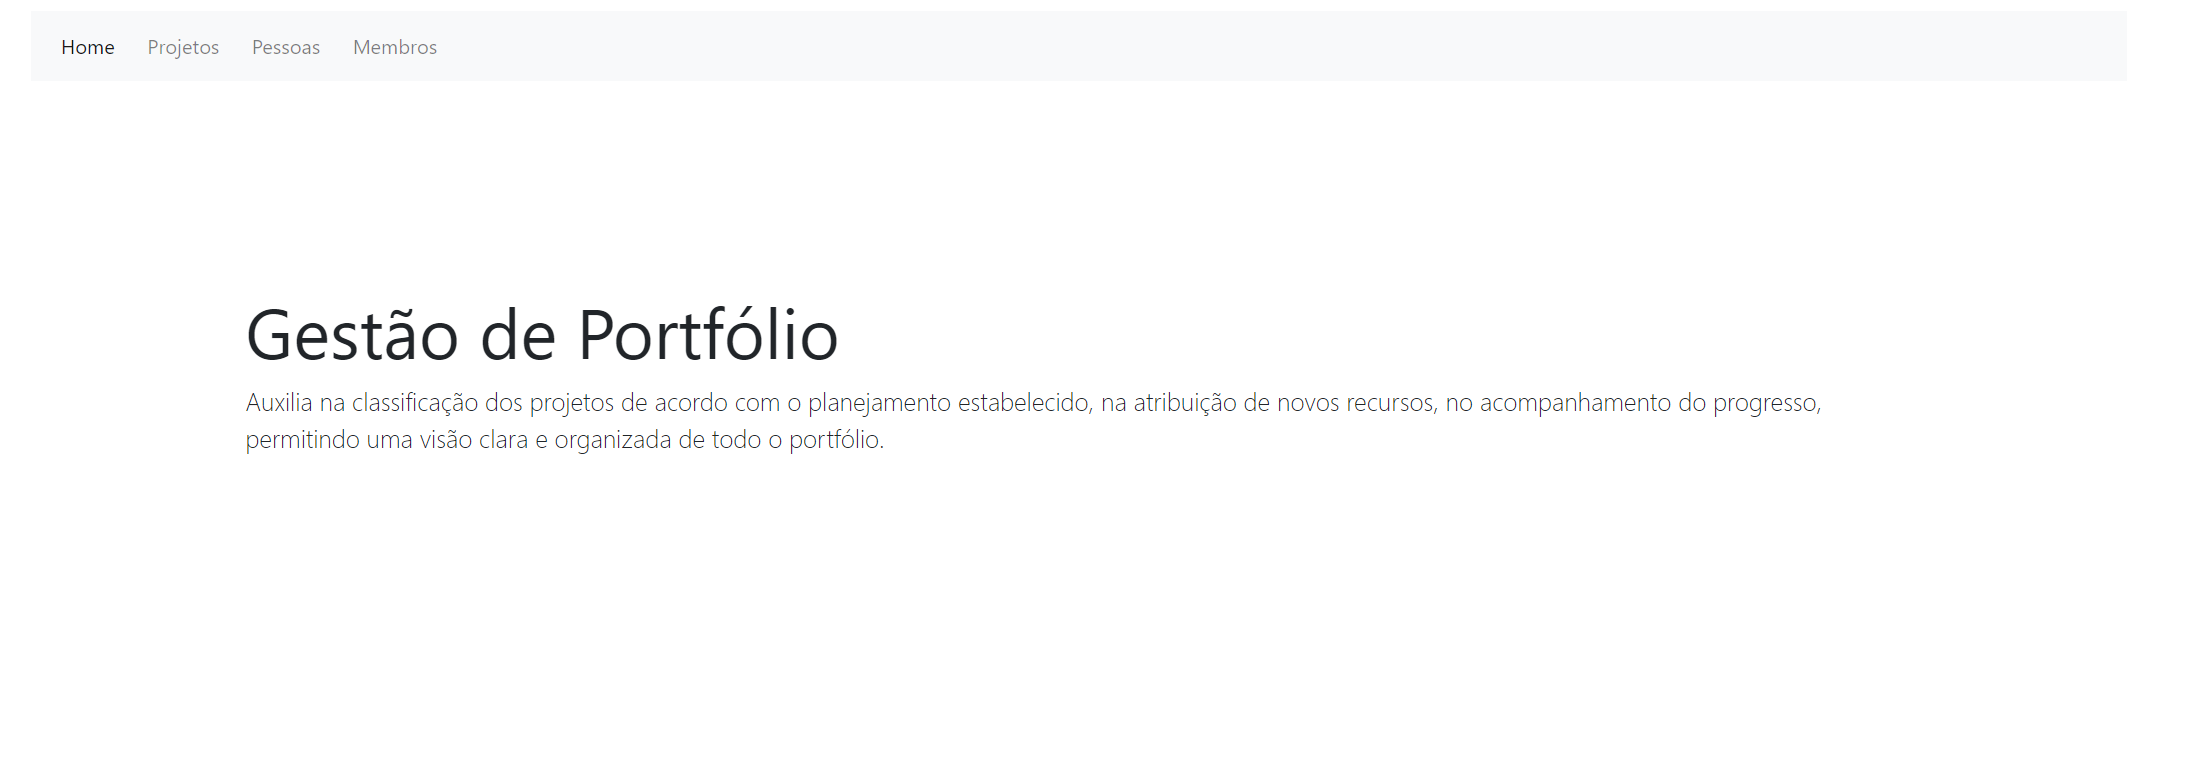 Home Projetos Pessoas Membros
Gestão de Portfólio
Auxilia na classificação dos projetos de acordo com o planejamento estabelecido, na atribuição de novos recursos, no acompanhamento do progresso,
permitindo uma visão clara e organizada de todo o portfólio.